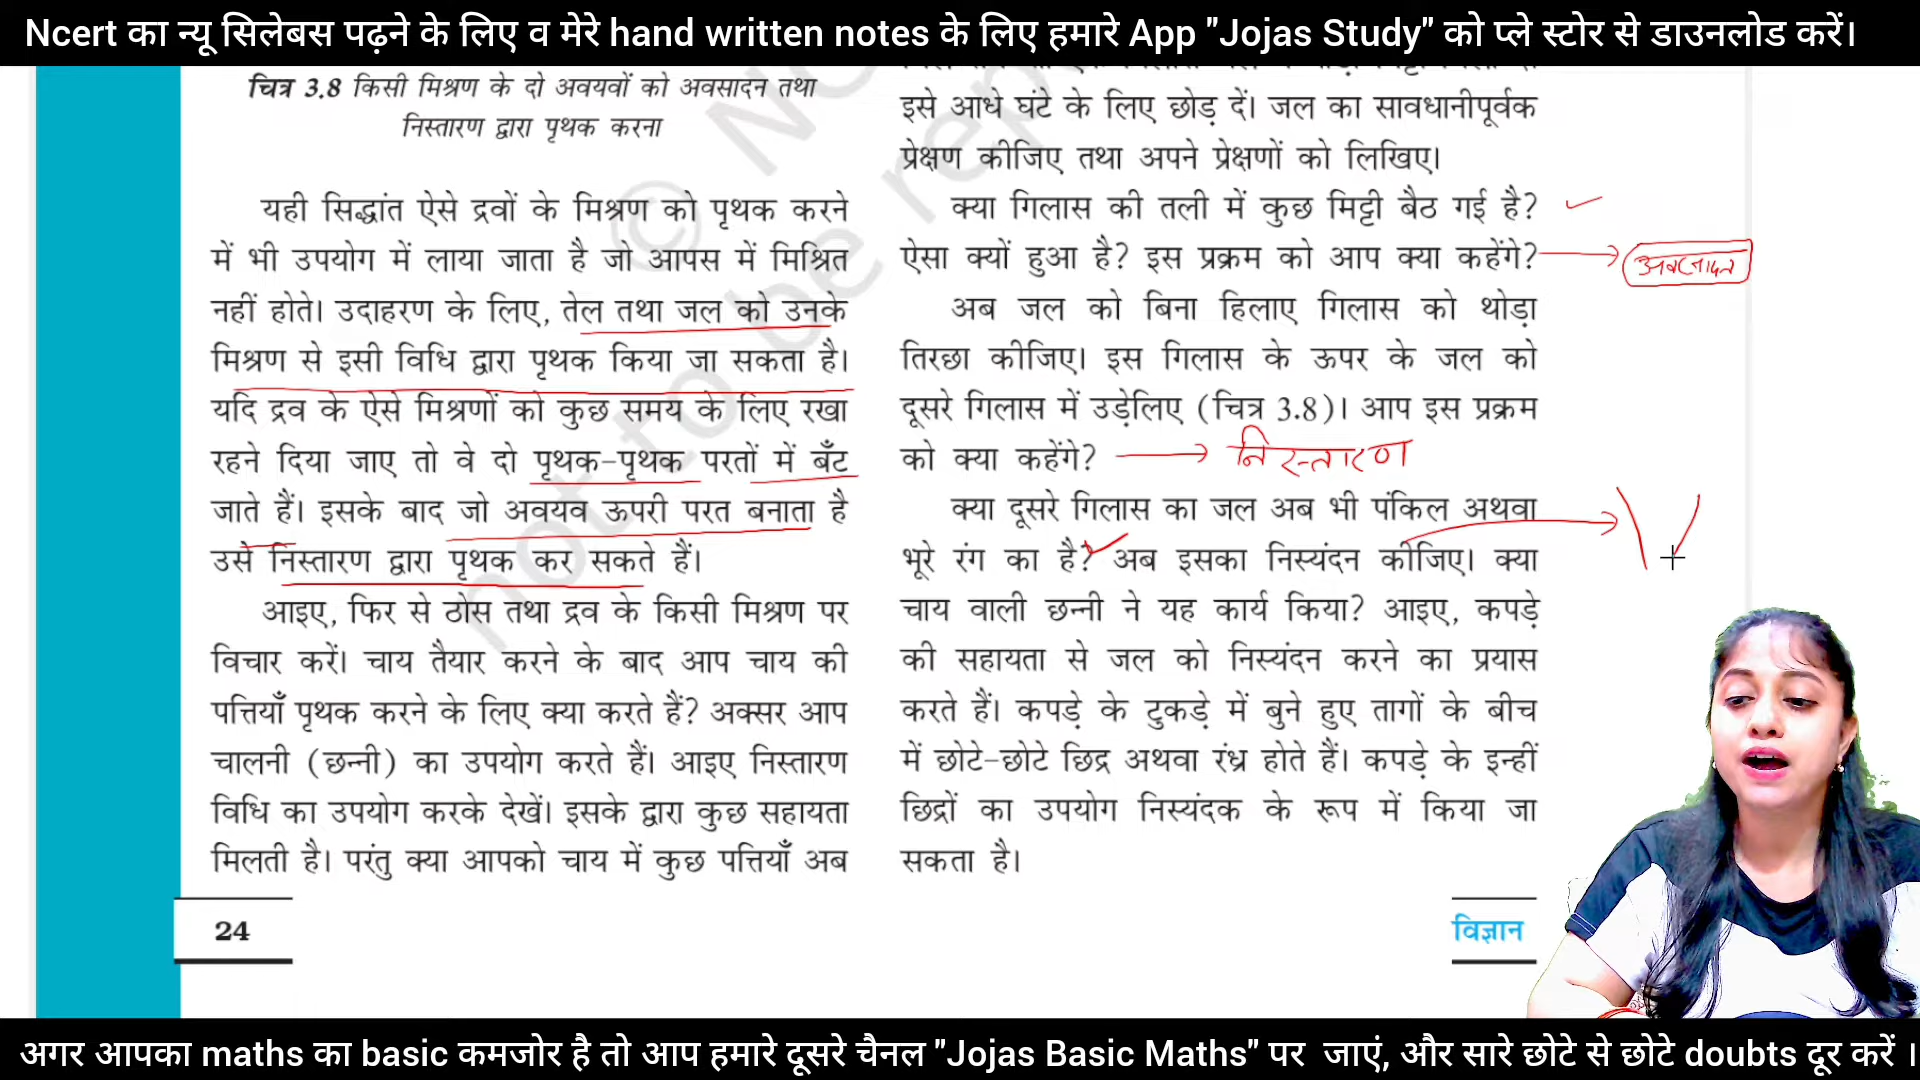 Ncert का न्यू सिलेबस पढ़ने के लिए व मेरे hand written notes के लिए हमारे App "Jojas Study" को प्ले स्टोर से डाउनलोड करें।
चित्र 3.8 किसी मिश्रण के दो अवयवों को अवसादन तथा
निस्तारण द्वारा पृथक करना
यही सिद्धांत ऐसे द्रवों के मिश्रण को पृथक करने
में भी उपयोग में लाया जाता है जो आपस में मिश्रित
नहीं होते। उदाहरण के लिए, तेल तथा जल को उनके
मिश्रण से इसी विधि द्वारा पृथक किया जा सकता है।
यदि द्रव के ऐसे मिश्रणों को कुछ समय के लिए रखा
रहने दिया जाए तो वे दो पृथक-पृथक परतों में बँट
जाते हैं। इसके बाद जो अवयव ऊपरी परत बनाता है
उसे निस्तारण द्वारा पृथक कर सकते हैं।
आइए, फिर से ठोस तथा द्रव के किसी मिश्रण पर
विचार करें। चाय तैयार करने के बाद आप चाय की
पत्तियाँ पृथक करने के लिए क्या करते हैं? अक्सर आप
चालनी (छन्नी) का उपयोग करते हैं। आइए निस्तारण
विधि का उपयोग करके देखें। इसके द्वारा कुछ सहायता
मिलती है। परंतु क्या आपको चाय में कुछ पत्तियाँ अब
24
इसे आधे घंटे के लिए छोड़ दें। जल का सावधानीपूर्वक
प्रेक्षण कीजिए तथा अपने प्रेक्षणों को लिखिए।
क्या गिलास की तली में कुछ मिट्टी बैठ गई है?
ऐसा क्यों हुआ है? इस प्रक्रम को आप क्या कहेंगे? अवसादन
अब जल को बिना हिलाए गिलास को थोड़ा
तिरछा कीजिए। इस गिलास के ऊपर के जल को
दूसरे गिलास में उड़ेलिए (चित्र 3.8)। आप इस प्रक्रम
को क्या कहेंगे? निस्तारण
क्या दूसरे गिलास का जल अब भी पंकिल अथवा
भूरे रंग का है? अब इसका निस्यंदन कीजिए। क्या
चाय वाली छन्नी ने यह कार्य किया? आइए, कपड़े
की सहायता से जल को निस्यंदन करने का प्रयास
करते हैं। कपड़े के टुकड़े में बुने हुए तागों के बीच
में छोटे-छोटे छिद्र अथवा रंध्र होते हैं। कपड़े के इन्हीं
छिद्रों का उपयोग निस्यंदक के रूप में किया जा
सकता है।
विज्ञान
अगर आपका maths का basic कमजोर है तो आप हमारे दूसरे चैनल "Jojas Basic Maths" पर जाएं, और सारे छोटे से छोटे doubts दूर करें ।